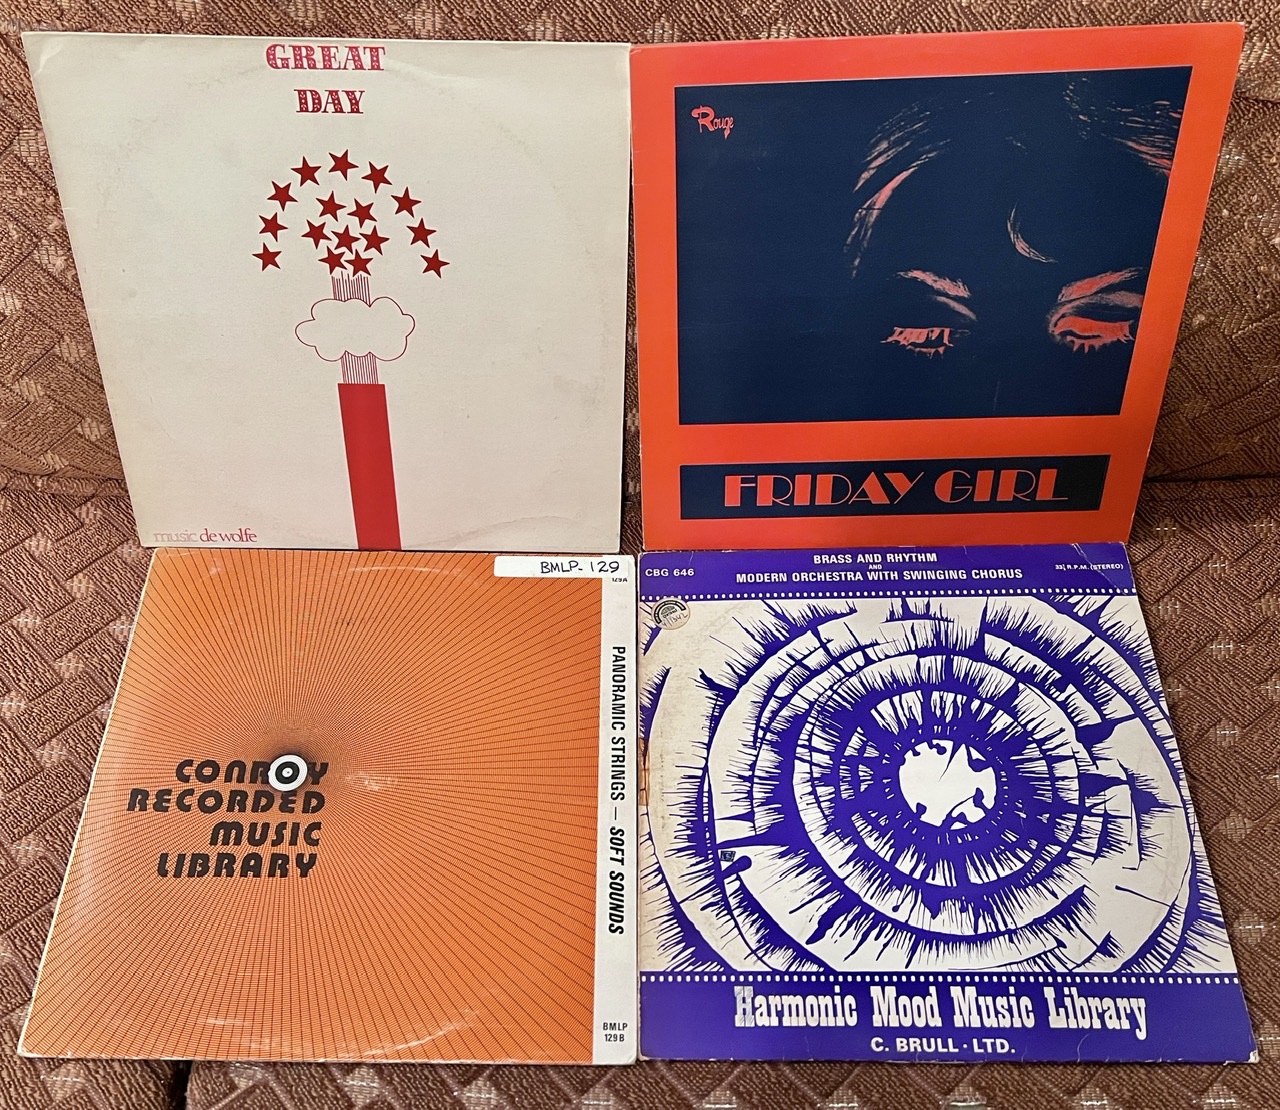 GREAT
DAY
music de wolfe
Rouge
FRIDAY GIRL
BMLP-129
129A
PANORAMIC STRINGS — SOFT SOUNDS
BMLP
129B
CONROY
RECORDED
MUSIC
LIBRARY
CBG 646
BRASS AND RHYTHM
AND
MODERN ORCHESTRA WITH SWINGING CHORUS
33⅓ R.P.M. (STEREO)
Harmonic Mood Music Library
C. BRULL · LTD.